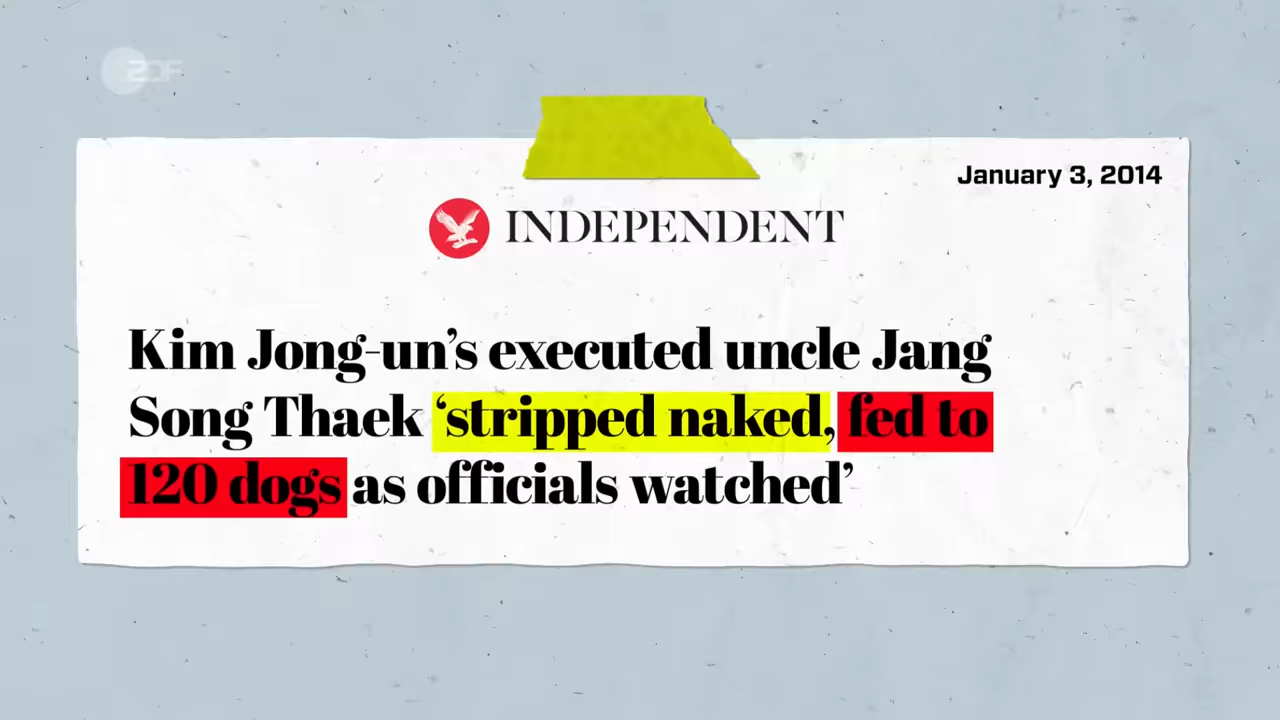 ZDF
January 3, 2014
INDEPENDENT
Kim Jong-un’s executed uncle Jang
Song Thaek ‘stripped naked, fed to
120 dogs as officials watched’